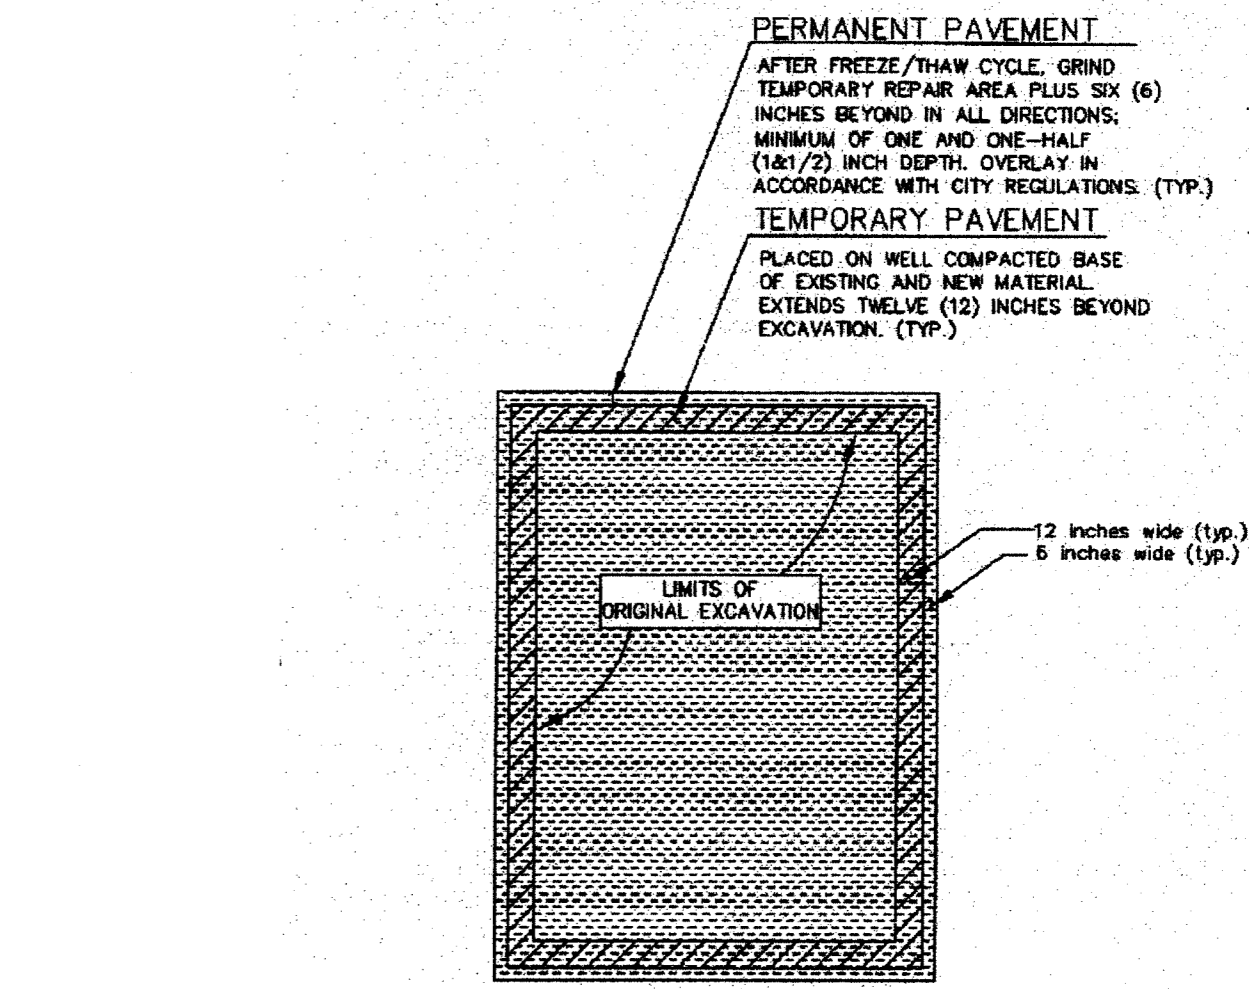 PERMANENT PAVEMENT
AFTER FREEZE/THAW CYCLE, GRIND
TEMPORARY REPAIR AREA PLUS SIX (6)
INCHES BEYOND IN ALL DIRECTIONS;
MINIMUM OF ONE AND ONE-HALF
(1&1/2) INCH DEPTH. OVERLAY IN
ACCORDANCE WITH CITY REGULATIONS. (TYP.)
TEMPORARY PAVEMENT
PLACED ON WELL COMPACTED BASE
OF EXISTING AND NEW MATERIAL.
EXTENDS TWELVE (12) INCHES BEYOND
EXCAVATION. (TYP.)
12 inches wide (typ.)
6 inches wide (typ.)
LIMITS OF
ORIGINAL EXCAVATION